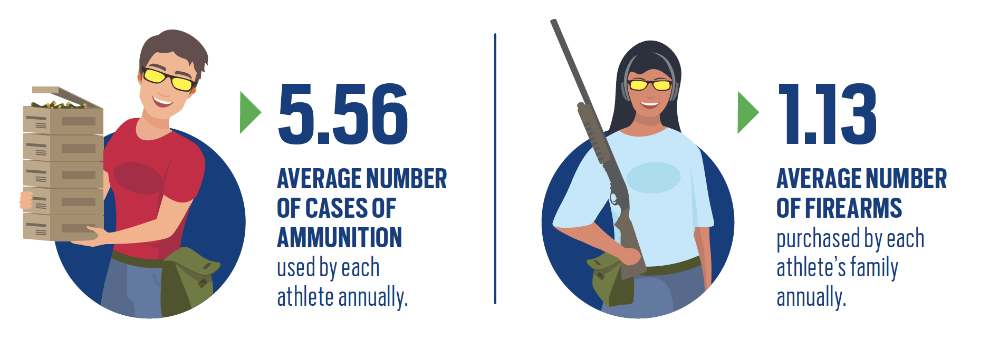 5.56
AVERAGE NUMBER
OF CASES OF
AMMUNITION
used by each
athlete annually.
1.13
AVERAGE NUMBER
OF FIREARMS
purchased by each
athlete’s family
annually.